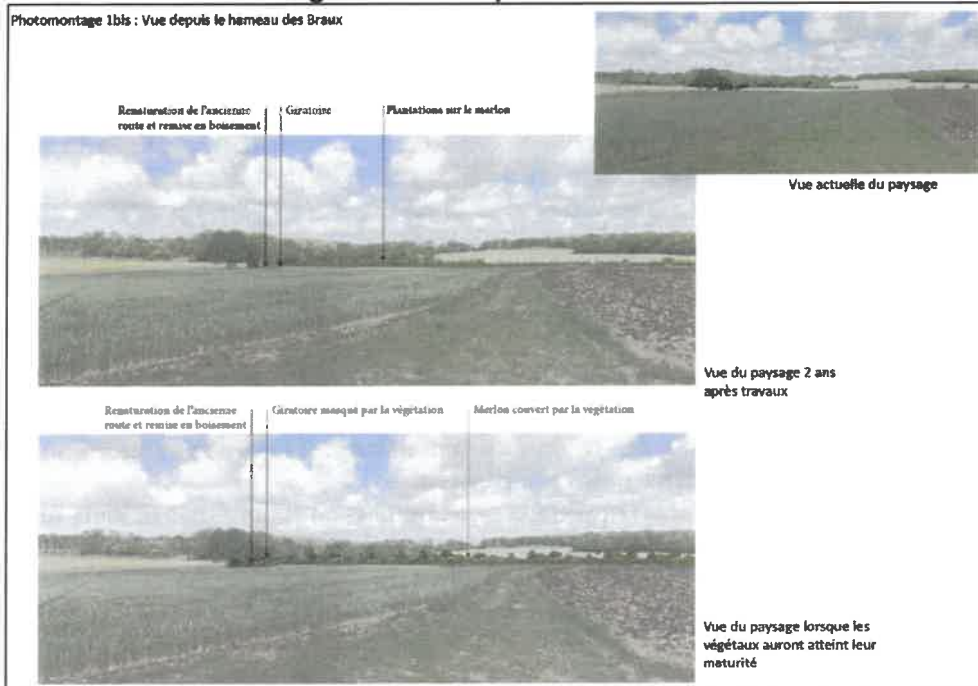 Photomontage 1bis : Vue depuis le hameau des Braux
Vue actuelle du paysage
Renaturation de l'ancienne
route et remise en boisement
Giratoire
Plantations sur le merlon
Vue du paysage 2 ans
après travaux
Renaturation de l'ancienne
route et remise en boisement
Giratoire masqué par la végétation
Merlon couvert par la végétation
Vue du paysage lorsque les
végétaux auront atteint leur
maturité